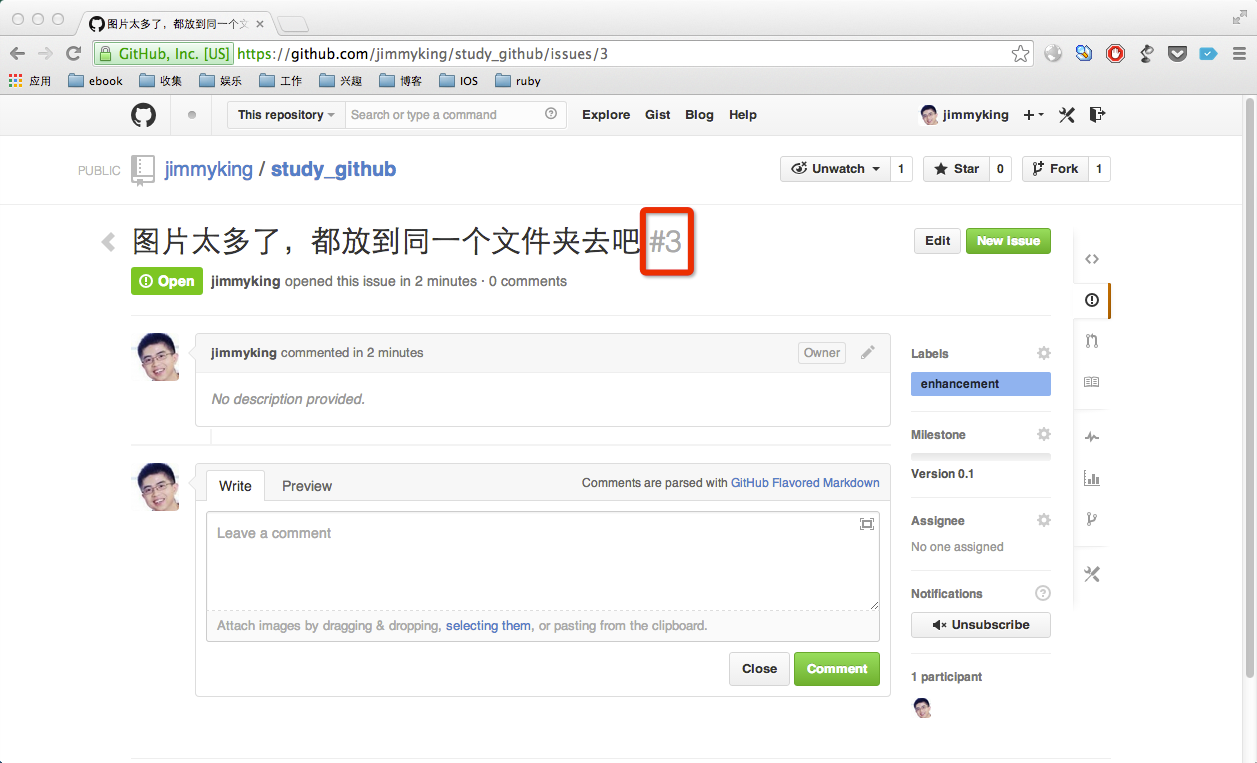 图片太多了，都放到同一个文
GitHub, Inc. [US] https://github.com/jimmyking/study_github/issues/3
应用 ebook 收集 娱乐 工作 兴趣 博客 IOS ruby
This repository Search or type a command Explore Gist Blog Help jimmyking
PUBLIC jimmyking / study_github Unwatch 1 Star 0 Fork 1
图片太多了，都放到同一个文件夹去吧 #3 Edit New Issue
Open jimmyking opened this issue in 2 minutes · 0 comments
jimmyking commented in 2 minutes Owner
No description provided.
Labels
enhancement
Milestone
Version 0.1
Assignee
No one assigned
Notifications
Unsubscribe
1 participant
Write Preview Comments are parsed with GitHub Flavored Markdown
Leave a comment
Attach images by dragging & dropping, selecting them, or pasting from the clipboard.
Close Comment